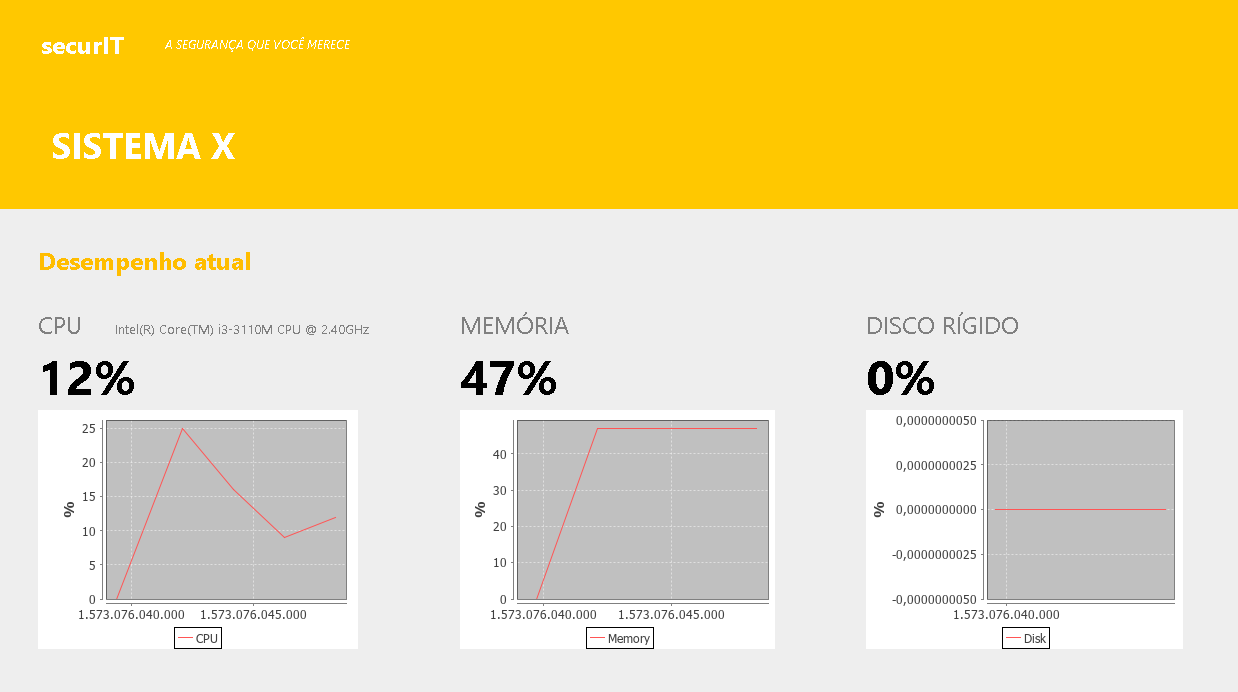 securIT
A SEGURANÇA QUE VOCÊ MERECE
SISTEMA X
Desempenho atual
CPU Intel(R) Core(TM) i3-3110M CPU @ 2.40GHz
12%
25
20
15
10
5
0
%
1.573.076.040.000 1.573.076.045.000
CPU
MEMÓRIA
47%
40
30
20
10
0
%
1.573.076.040.000 1.573.076.045.000
Memory
DISCO RÍGIDO
0%
0,0000000050
0,0000000025
0,0000000000
-0,0000000025
-0,0000000050
%
1.573.076.040.000
Disk